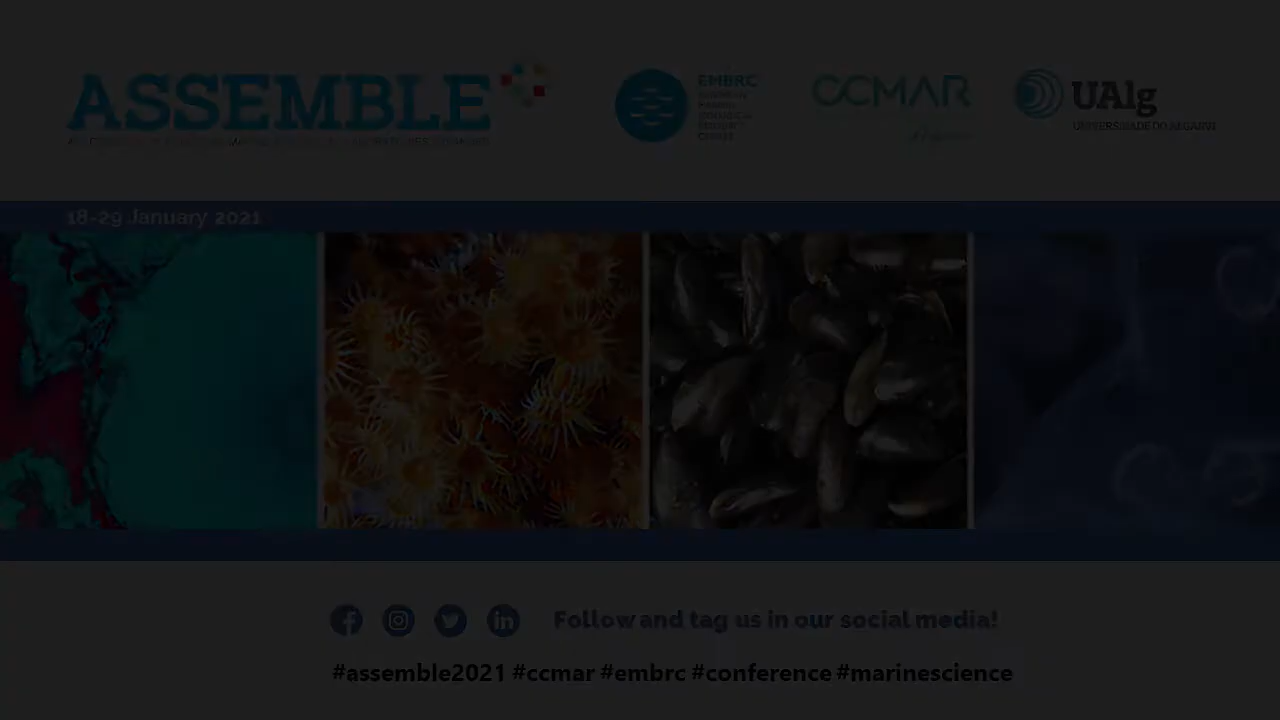 ASSEMBLE
EMBRC
CCMAR
Algarve
UAlg
UNIVERSIDADE DO ALGARVE
18-29 January 2021
Follow and tag us in our social media!
#assemble2021 #ccmar #embrc #conference #marinescience